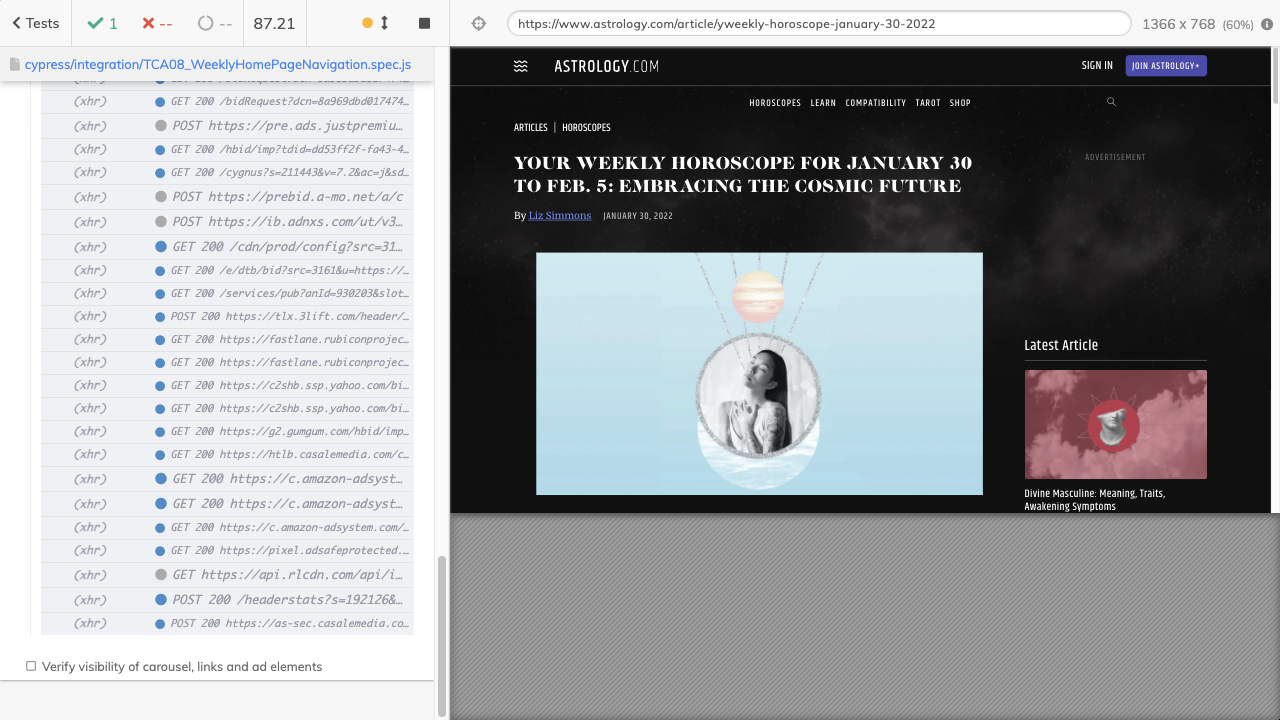 Tests
1
--
--
87.21
https://www.astrology.com/article/yweekly-horoscope-january-30-2022
1366 x 768 (60%)
cypress/integration/TCA08_WeeklyHomePageNavigation.spec.js
(xhr) GET 200 /bidRequest?dcn=8a969dbd017474…
(xhr) POST https://pre.ads.justpremiu…
(xhr) GET 200 /hbid/imp?tdid=dd53ff2f-fa43-4…
(xhr) GET 200 /cygnus?s=211443&v=7.2&ac=j&sd…
(xhr) POST https://prebid.a-mo.net/a/c
(xhr) POST https://ib.adnxs.com/ut/v3…
(xhr) GET 200 /cdn/prod/config?src=31…
(xhr) GET 200 /e/dtb/bid?src=3161&u=https://…
(xhr) GET 200 /services/pub?anId=930203&slot…
(xhr) POST 200 https://tlx.3lift.com/header/…
(xhr) GET 200 https://fastlane.rubiconprojec…
(xhr) GET 200 https://fastlane.rubiconprojec…
(xhr) GET 200 https://c2shb.ssp.yahoo.com/bi…
(xhr) GET 200 https://c2shb.ssp.yahoo.com/bi…
(xhr) GET 200 https://g2.gumgum.com/hbid/imp…
(xhr) GET 200 https://htlb.casalemedia.com/c…
(xhr) GET 200 https://c.amazon-adsyst…
(xhr) GET 200 https://c.amazon-adsyst…
(xhr) GET 200 https://c.amazon-adsystem.com/…
(xhr) GET 200 https://pixel.adsafeprotected.…
(xhr) GET https://api.rlcdn.com/api/i…
(xhr) POST 200 /headerstats?s=192126&…
(xhr) POST 200 https://as-sec.casalemedia.co…
Verify visibility of carousel, links and ad elements
ASTROLOGY.COM
SIGN IN
JOIN ASTROLOGY+
HOROSCOPES LEARN COMPATIBILITY TAROT SHOP
ARTICLES | HOROSCOPES
YOUR WEEKLY HOROSCOPE FOR JANUARY 30
TO FEB. 5: EMBRACING THE COSMIC FUTURE
By Liz Simmons JANUARY 30, 2022
ADVERTISEMENT
Latest Article
Divine Masculine: Meaning, Traits,
Awakening Symptoms